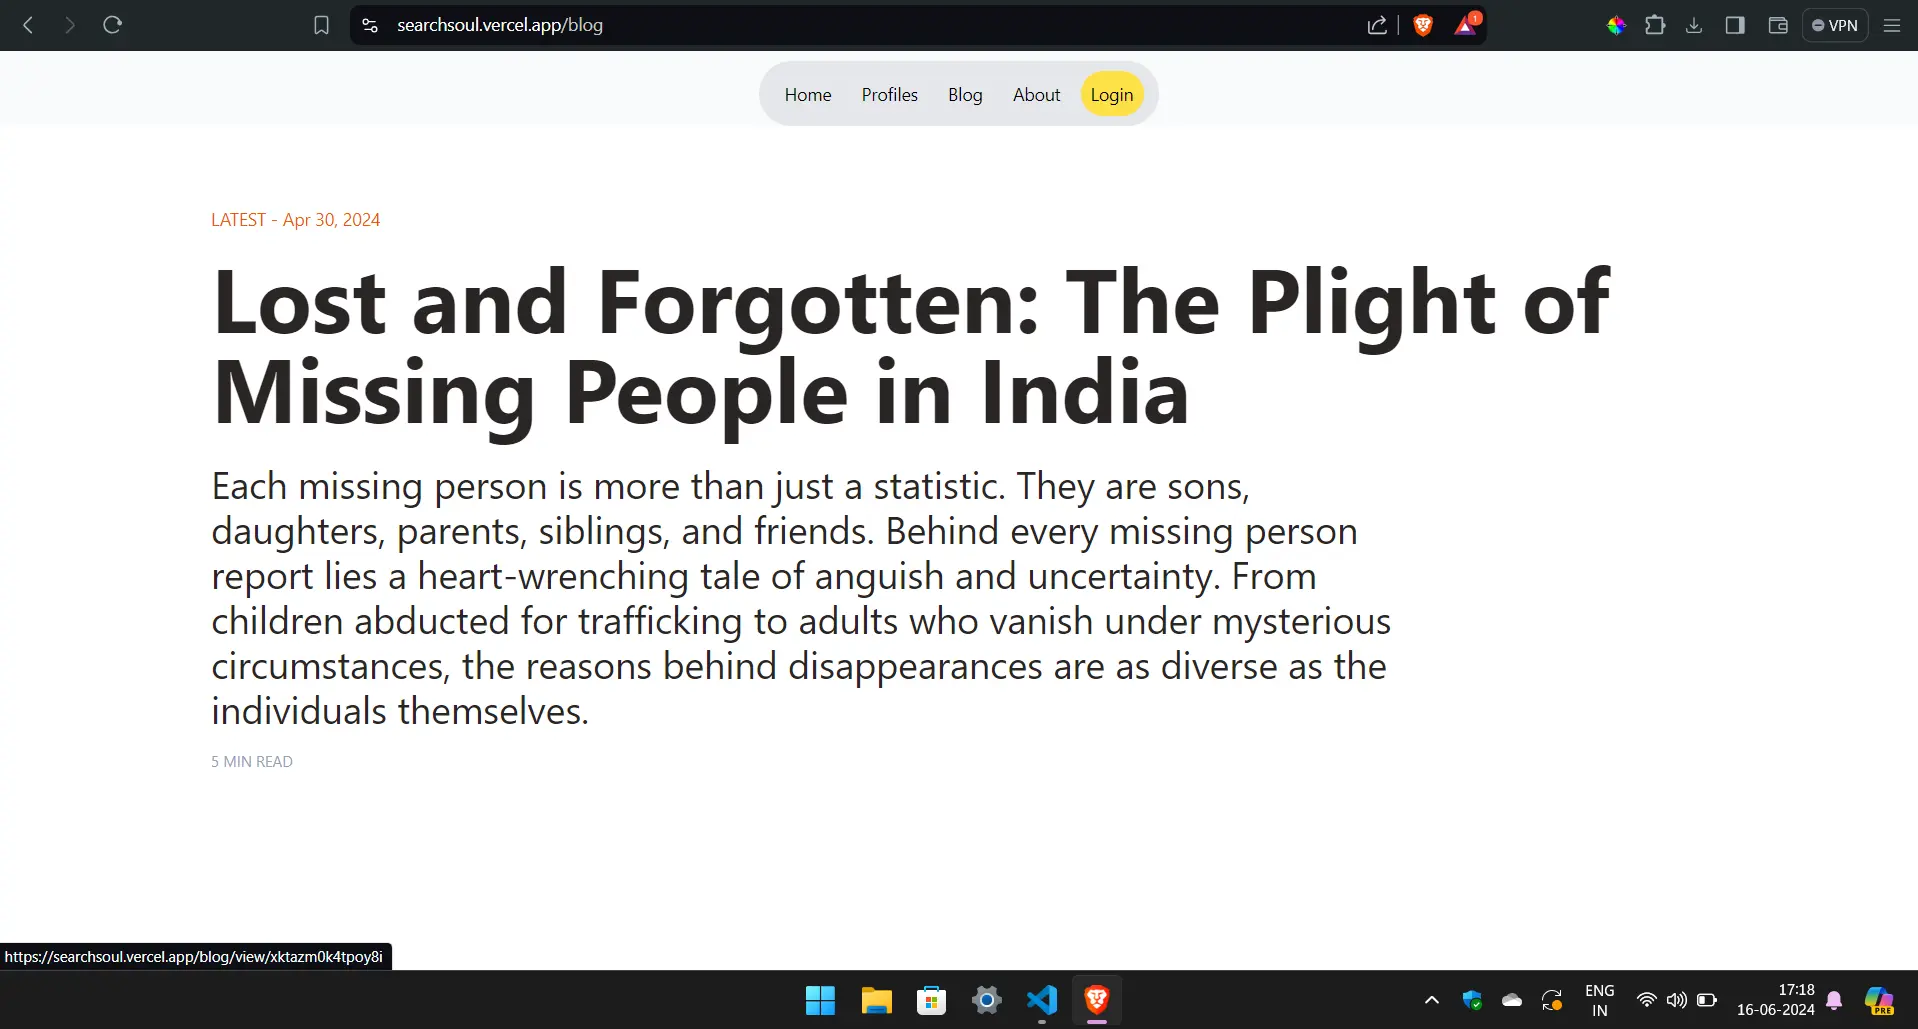 searchsoul.vercel.app/blog
1
VPN
Home Profiles Blog About Login
LATEST - Apr 30, 2024
Lost and Forgotten: The Plight of
Missing People in India
Each missing person is more than just a statistic. They are sons,
daughters, parents, siblings, and friends. Behind every missing person
report lies a heart-wrenching tale of anguish and uncertainty. From
children abducted for trafficking to adults who vanish under mysterious
circumstances, the reasons behind disappearances are as diverse as the
individuals themselves.
5 MIN READ
https://searchsoul.vercel.app/blog/view/xktazm0k4tpoy8i
ENG
IN
17:18
16-06-2024
PRE